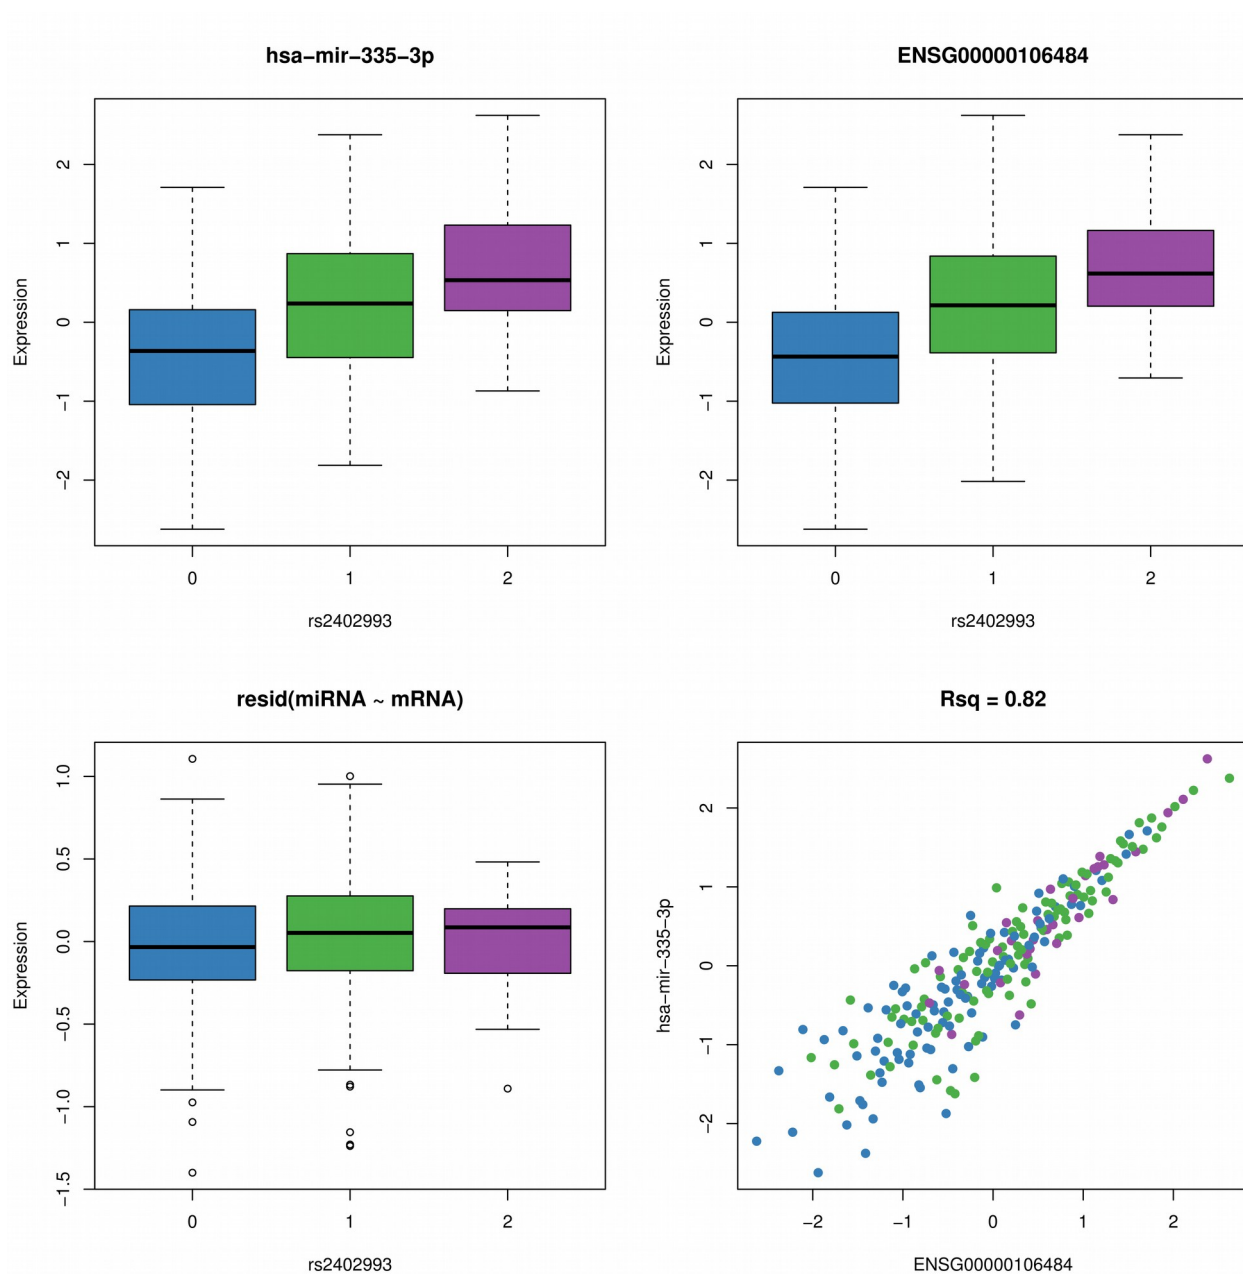 hsa−mir−335−3p
Expression
2
1
0
−1
−2
0 1 2
rs2402993
ENSG00000106484
Expression
2
1
0
−1
−2
0 1 2
rs2402993
resid(miRNA ~ mRNA)
Expression
1.0
0.5
0.0
−0.5
−1.0
−1.5
0 1 2
rs2402993
Rsq = 0.82
hsa−mir−335−3p
2
1
0
−1
−2
−2 −1 0 1 2
ENSG00000106484